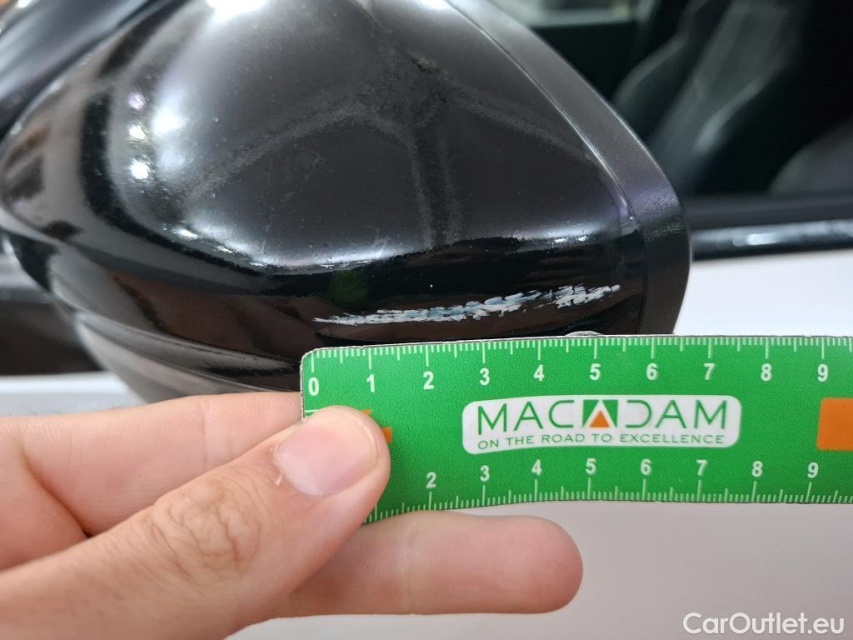 0 1 2 3 4 5 6 7 8 9
MACADAM
ON THE ROAD TO EXCELLENCE
2 3 4 5 6 7 8 9
CarOutlet.eu